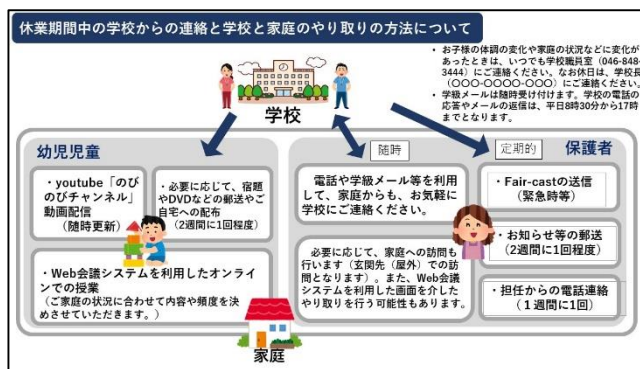 休業期間中の学校からの連絡と学校と家庭のやり取りの方法について
・ お子様の体調の変化や家庭の状況などに変化が
あったときは、いつでも学校職員室（046-848-
3444）にご連絡ください。なお休日は、学校長
（○○○-○○○○-○○○）にご連絡ください。
・ 学級メールは随時受け付けます。学校の電話の
応答やメールの返信は、平日8時30分から17時
までとなります。
学校
幼児児童
・youtube「のび
のびチャンネル」
動画配信
（随時更新）
・必要に応じて、宿題
やDVDなどの郵送やご
自宅への配布
（2週間に1回程度）
・Web会議システムを利用したオンライ
ンでの授業
（ご家庭の状況に合わせて内容や頻度を決
めさせていただきます。）
随時
電話や学級メール等を利用
して、家庭からも、お気軽に
学校にご連絡ください。
必要に応じて、家庭への訪問も
行います（玄関先（屋外）での訪
問となります）。また、Web会議
システムを利用した画面を介した
やり取りを行う可能性もあります。
定期的
保護者
・Fair-castの送信
（緊急時等）
・お知らせ等の郵送
（2週間に1回程度）
・担任からの電話連絡
（１週間に1回）
家庭